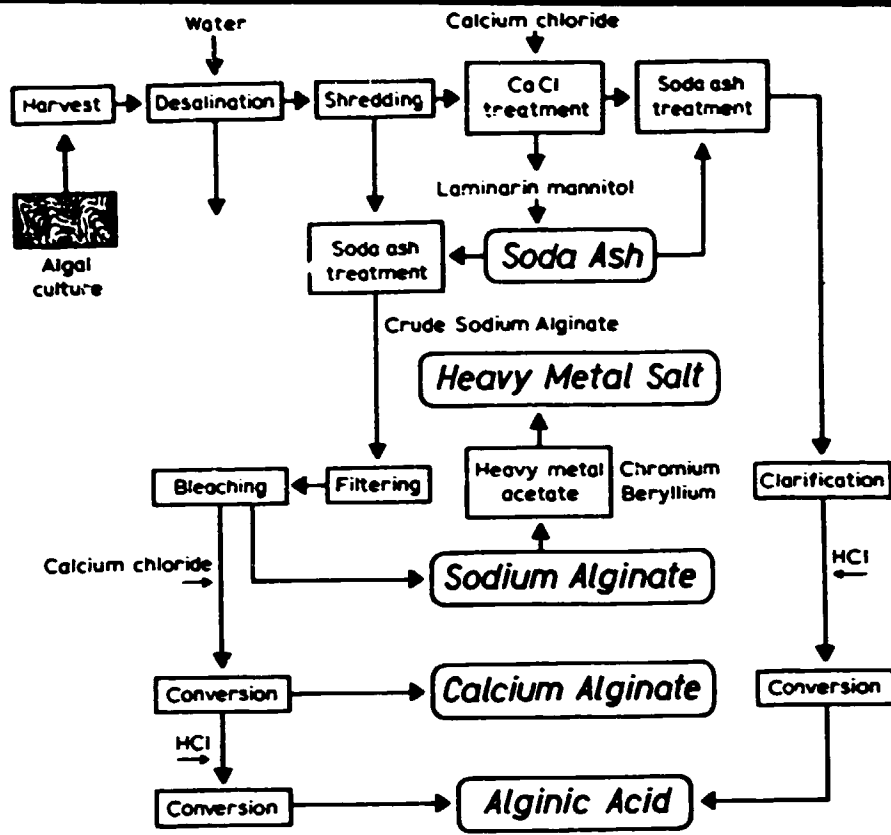 Water
Calcium chloride
Harvest
Desalination
Shredding
CaCl
treatment
Soda ash
treatment
Algal
culture
Laminarin mannitol
Soda ash
treatment
Soda Ash
Crude Sodium Alginate
Heavy Metal Salt
Bleaching
Filtering
Heavy metal
acetate
Chromium
Beryllium
Clarification
Calcium chloride
Sodium Alginate
HCl
Conversion
Calcium Alginate
Conversion
HCl
Conversion
Alginic Acid